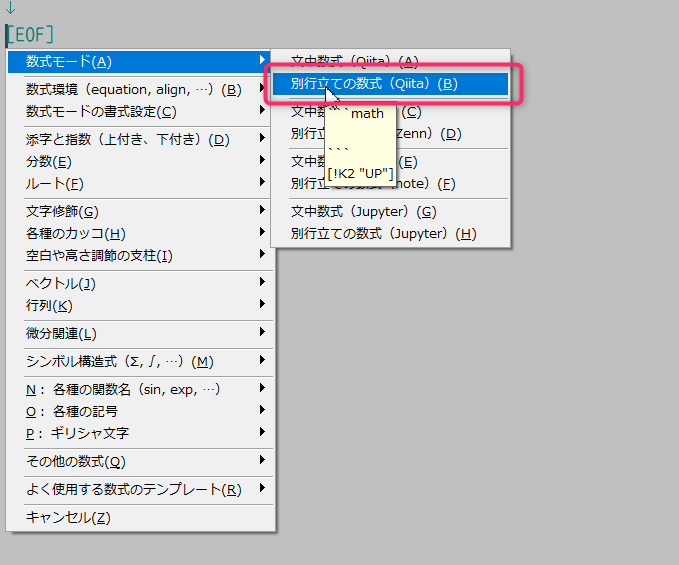 ↓
[EOF]
数式モード(A)
数式環境（equation, align, …）(B)
数式モードの書式設定(C)
添字と指数（上付き、下付き）(D)
分数(E)
ルート(F)
文字修飾(G)
各種のカッコ(H)
空白や高さ調節の支柱(I)
ベクトル(J)
行列(K)
微分関連(L)
シンボル構造式（Σ, ∫, …）(M)
N： 各種の関数名（sin, exp, …）
O： 各種の記号
P： ギリシャ文字
その他の数式(Q)
よく使用する数式のテンプレート(R)
キャンセル(Z)
文中数式（Qiita）(A)
別行立ての数式（Qiita）(B)
文中数 (C)
別行立 Zenn）(D)
文中数 (E)
別行立ての数式（note）(F)
文中数式（Jupyter）(G)
別行立ての数式（Jupyter）(H)
```math
```
[!K2 "UP"]